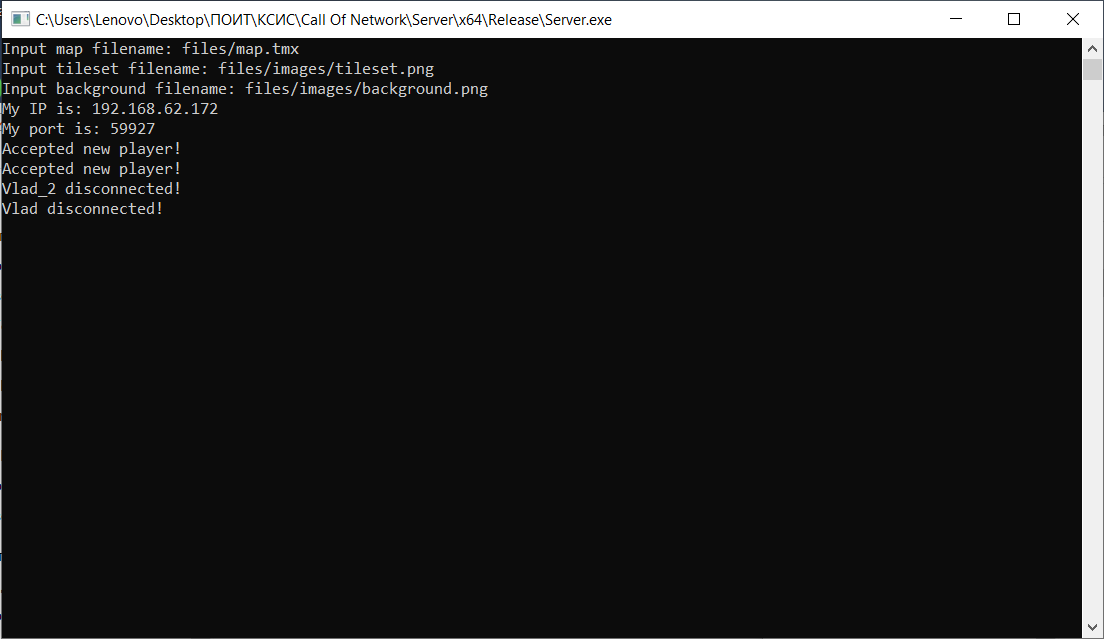 C:\Users\Lenovo\Desktop\ПОИТ\КСИС\Call Of Network\Server\x64\Release\Server.exe
Input map filename: files/map.tmx
Input tileset filename: files/images/tileset.png
Input background filename: files/images/background.png
My IP is: 192.168.62.172
My port is: 59927
Accepted new player!
Accepted new player!
Vlad_2 disconnected!
Vlad disconnected!